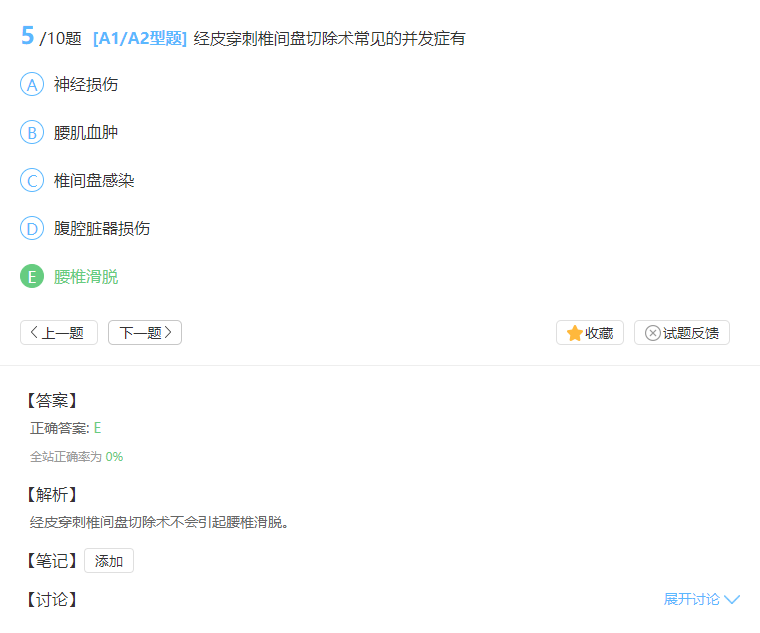 5 /10题 [A1/A2型题] 经皮穿刺椎间盘切除术常见的并发症有
A 神经损伤
B 腰肌血肿
C 椎间盘感染
D 腹腔脏器损伤
E 腰椎滑脱
上一题 下一题 收藏 试题反馈
【答案】
正确答案: E
全站正确率为 0%
【解析】
经皮穿刺椎间盘切除术不会引起腰椎滑脱。
【笔记】 添加
【讨论】 展开讨论